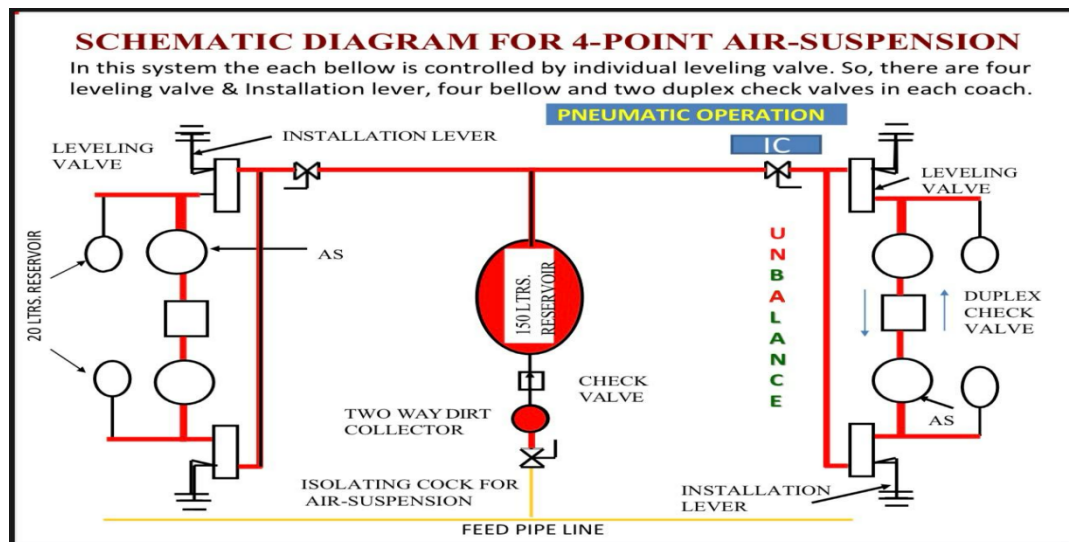 SCHEMATIC DIAGRAM FOR 4-POINT AIR-SUSPENSION
In this system the each bellow is controlled by individual leveling valve. So, there are four
leveling valve & Installation lever, four bellow and two duplex check valves in each coach.
PNEUMATIC OPERATION
INSTALLATION LEVER
LEVELING
VALVE
IC
LEVELING
VALVE
20 LTRS. RESERVOIR
AS
150 LTRS.
RESERVOIR
UNBALANCE
DUPLEX
CHECK
VALVE
CHECK
VALVE
TWO WAY DIRT
COLLECTOR
AS
ISOLATING COCK FOR
AIR-SUSPENSION
INSTALLATION
LEVER
FEED PIPE LINE